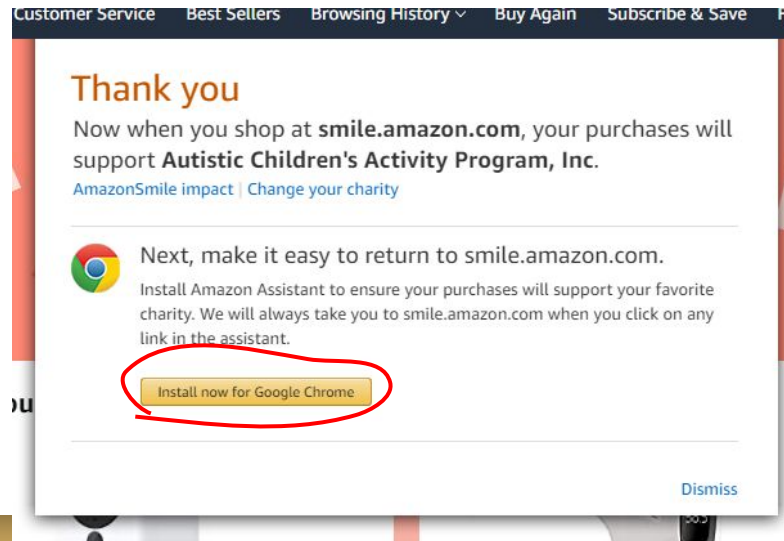 Customer Service Best Sellers Browsing History Buy Again Subscribe & Save
Thank you
Now when you shop at smile.amazon.com, your purchases will
support Autistic Children's Activity Program, Inc.
AmazonSmile impact | Change your charity
Next, make it easy to return to smile.amazon.com.
Install Amazon Assistant to ensure your purchases will support your favorite
charity. We will always take you to smile.amazon.com when you click on any
link in the assistant.
Install now for Google Chrome
Dismiss